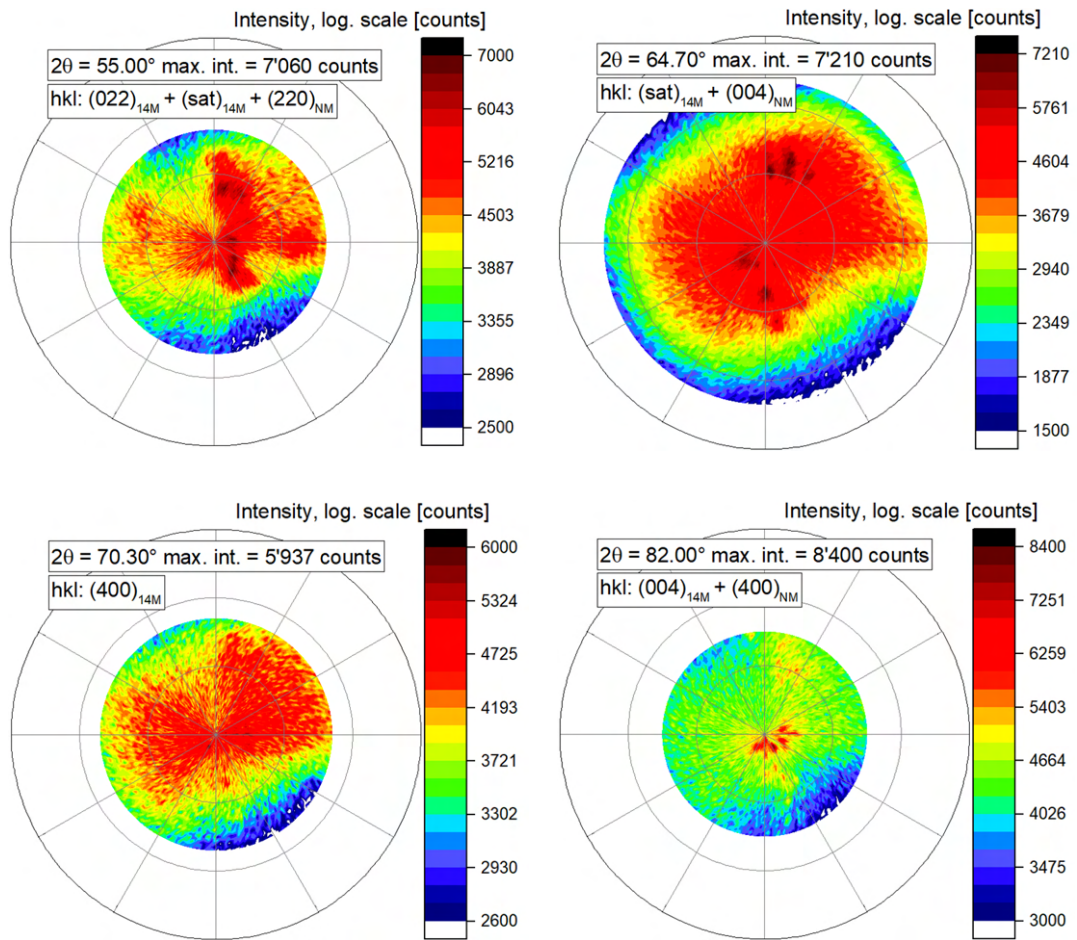 Intensity, log. scale [counts]
2θ = 55.00° max. int. = 7'060 counts
hkl: (022)14M + (sat)14M + (220)NM
7000
6043
5216
4503
3887
3355
2896
2500
Intensity, log. scale [counts]
2θ = 64.70° max. int. = 7'210 counts
hkl: (sat)14M + (004)NM
7210
5761
4604
3679
2940
2349
1877
1500
Intensity, log. scale [counts]
2θ = 70.30° max. int. = 5'937 counts
hkl: (400)14M
6000
5324
4725
4193
3721
3302
2930
2600
Intensity, log. scale [counts]
2θ = 82.00° max. int. = 8'400 counts
hkl: (004)14M + (400)NM
8400
7251
6259
5403
4664
4026
3475
3000